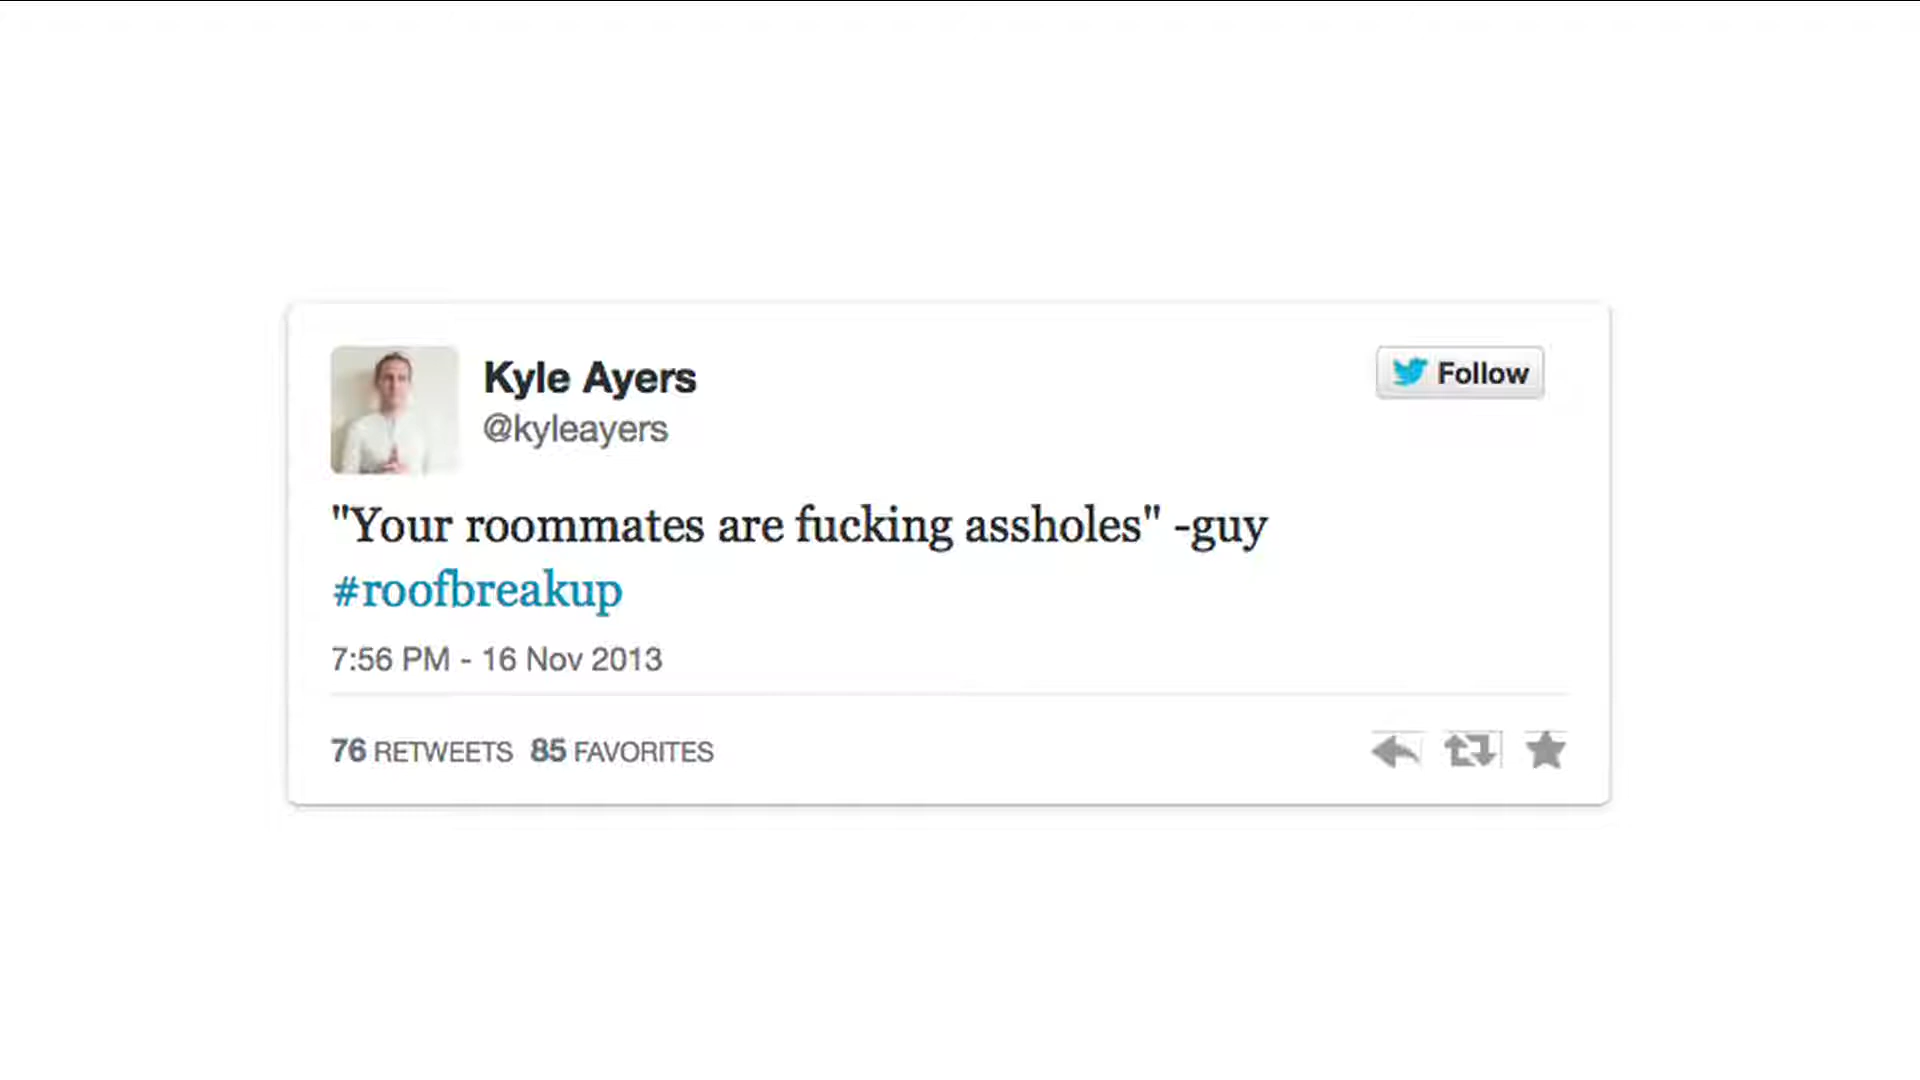 Kyle Ayers
@kyleayers
Follow
"Your roommates are fucking assholes" -guy
#roofbreakup
7:56 PM - 16 Nov 2013
76 RETWEETS 85 FAVORITES